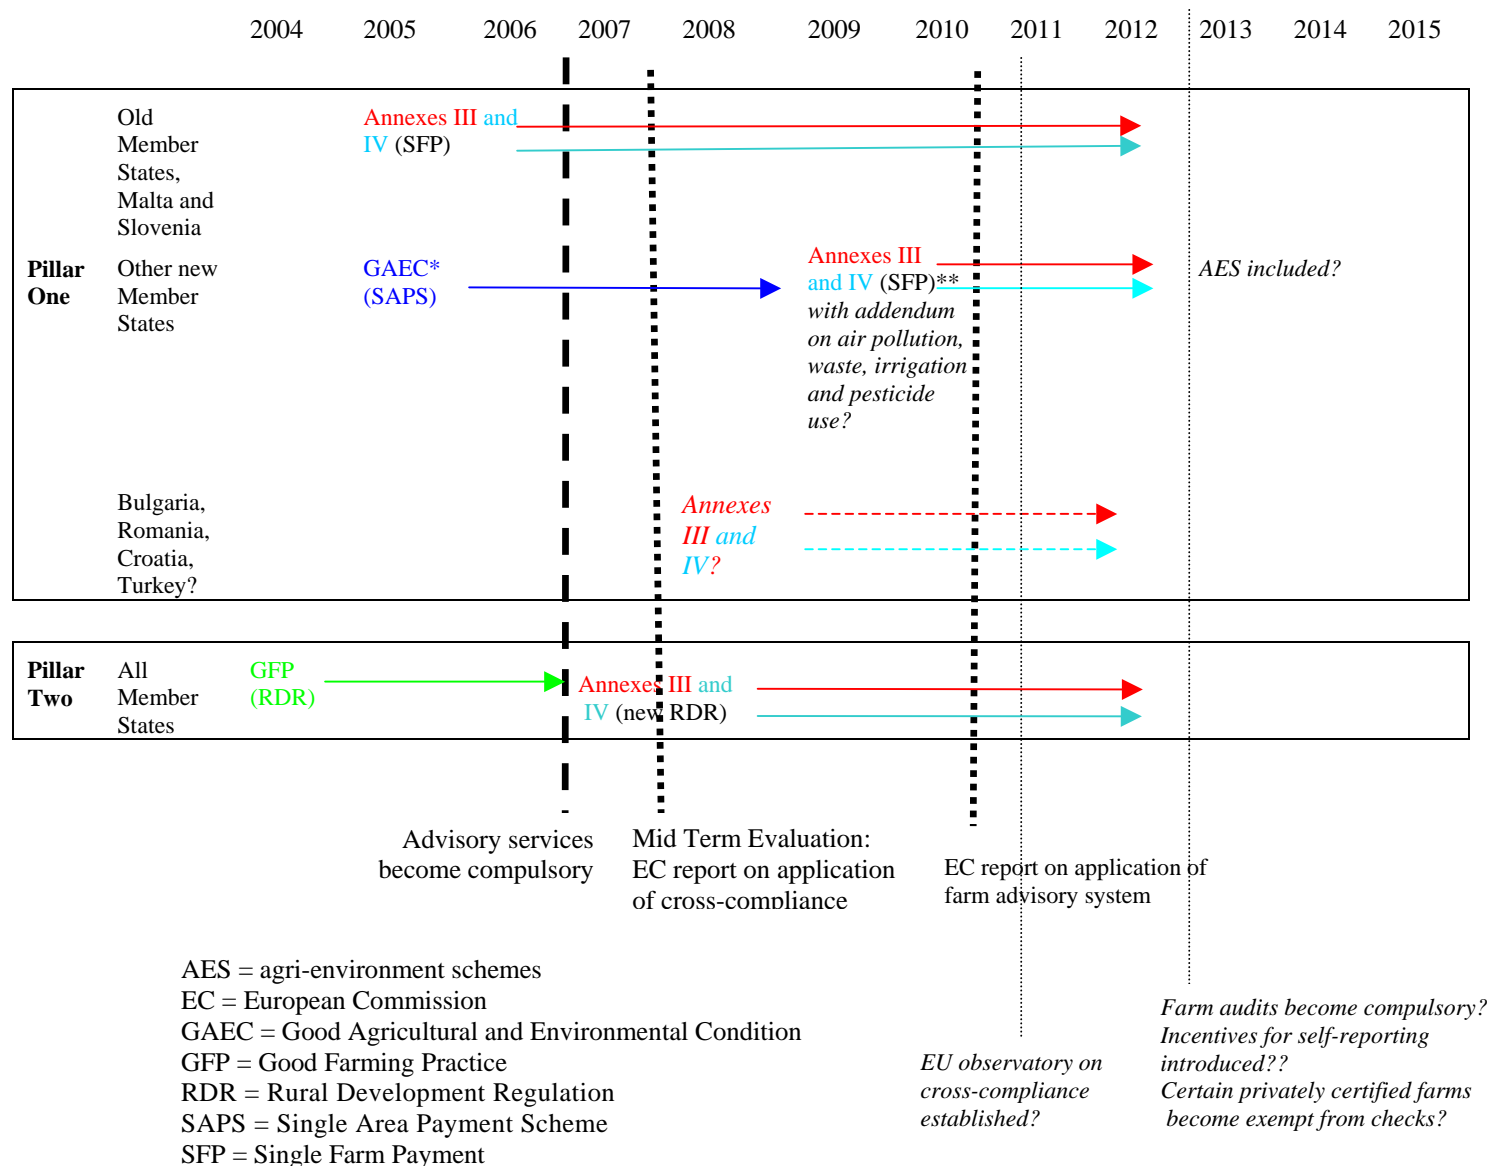 2004 2005 2006 2007 2008 2009 2010 2011 2012 2013 2014 2015
Pillar
One
Old
Member
States,
Malta and
Slovenia
Annexes III and
IV (SFP)
Other new
Member
States
GAEC*
(SAPS)
Annexes III
and IV (SFP)**
with addendum
on air pollution,
waste, irrigation
and pesticide
use?
AES included?
Bulgaria,
Romania,
Croatia,
Turkey?
Annexes
III and
IV?
Pillar
Two
All
Member
States
GFP
(RDR)
Annexes III and
IV (new RDR)
Advisory services
become compulsory
Mid Term Evaluation:
EC report on application
of cross-compliance
EC report on application of
farm advisory system
AES = agri-environment schemes
EC = European Commission
GAEC = Good Agricultural and Environmental Condition
GFP = Good Farming Practice
RDR = Rural Development Regulation
SAPS = Single Area Payment Scheme
SFP = Single Farm Payment
EU observatory on
cross-compliance
established?
Farm audits become compulsory?
Incentives for self-reporting
introduced??
Certain privately certified farms
become exempt from checks?